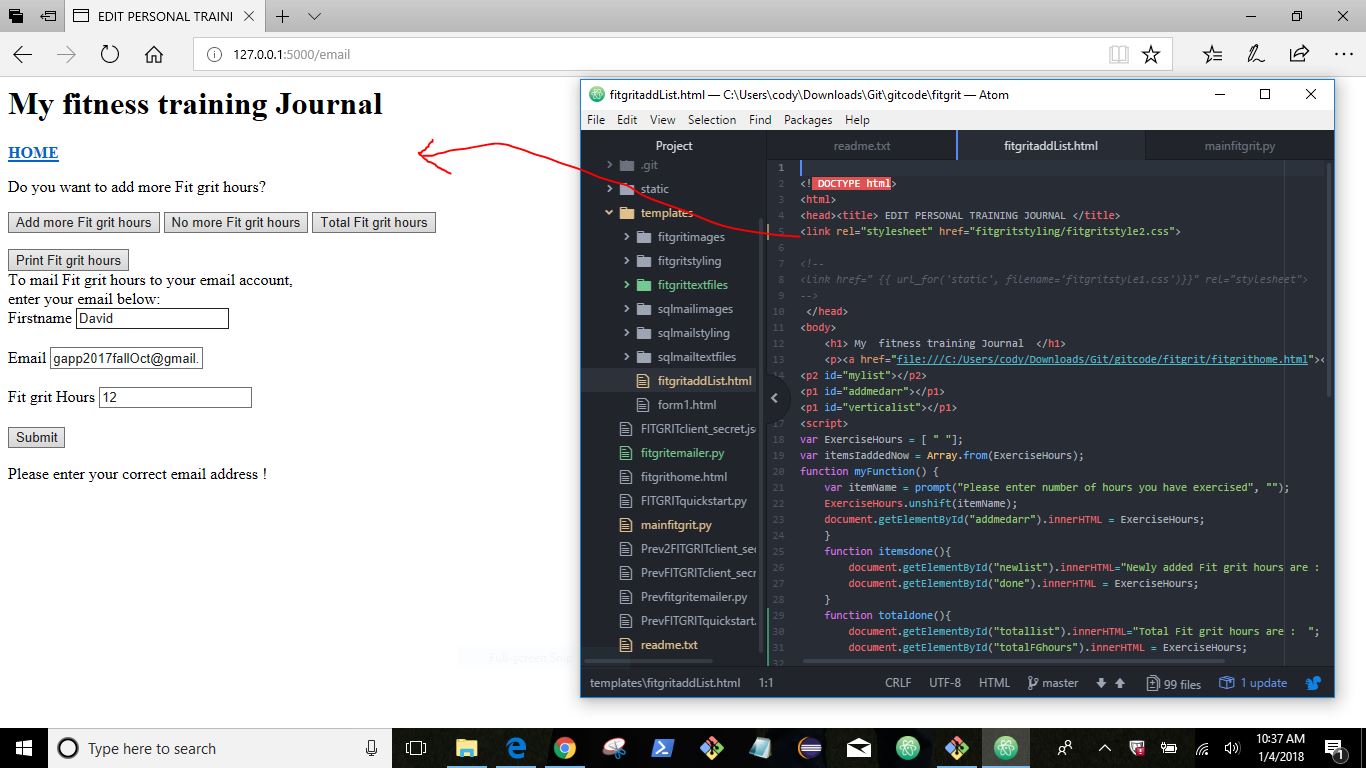 EDIT PERSONAL TRAINI
127.0.0.1:5000/email
My fitness training Journal
HOME
Do you want to add more Fit grit hours?
Add more Fit grit hours No more Fit grit hours Total Fit grit hours
Print Fit grit hours
To mail Fit grit hours to your email account,
enter your email below:
Firstname David
Email gapp2017fallOct@gmail.
Fit grit Hours 12
Submit
Please enter your correct email address !
fitgritaddList.html — C:\Users\cody\Downloads\Git\gitcode\fitgrit — Atom
File Edit View Selection Find Packages Help
Project
.git
static
templates
fitgritimages
fitgritstyling
fitgrittextfiles
sqlmailimages
sqlmailstyling
sqlmailtextfiles
fitgritaddList.html
form1.html
FITGRITclient_secret.js
fitgritemailer.py
fitgrithome.html
FITGRITquickstart.py
mainfitgrit.py
Prev2FITGRITclient_se
PrevFITGRITclient_secr
Prevfitgritemailer.py
PrevFITGRITquickstart.
readme.txt
readme.txt fitgritaddList.html mainfitgrit.py
1
2 <! DOCTYPE html>
3 <html>
4 <head><title> EDIT PERSONAL TRAINING JOURNAL </title>
5 <link rel="stylesheet" href="fitgritstyling/fitgritstyle2.css">
6
7 <!--
8 <link href=" {{ url_for('static', filename='fitgritstyle1.css')}}" rel="stylesheet">
9 -->
10 </head>
11 <body>
12 <h1> My fitness training Journal </h1>
13 <p><a href="file:///C:/Users/cody/Downloads/Git/gitcode/fitgrit/fitgrithome.html"><
14 <p2 id="mylist"></p2>
<p1 id="addmedarr"></p1>
<p1 id="verticalist"></p1>
17 <script>
18 var ExerciseHours = [ " "];
19 var itemsIaddedNow = Array.from(ExerciseHours);
20 function myFunction() {
21 var itemName = prompt("Please enter number of hours you have exercised", "");
22 ExerciseHours.unshift(itemName);
23 document.getElementById("addmedarr").innerHTML = ExerciseHours;
24 }
25 function itemsdone(){
26 document.getElementById("newlist").innerHTML="Newly added Fit grit hours are :
27 document.getElementById("done").innerHTML = ExerciseHours;
28 }
29 function totaldone(){
30 document.getElementById("totallist").innerHTML="Total Fit grit hours are : ";
31 document.getElementById("totalFGhours").innerHTML = ExerciseHours;
32
templates\fitgritaddList.html 1:1 CRLF UTF-8 HTML master 99 files 1 update
Type here to search
10:37 AM
1/4/2018
1